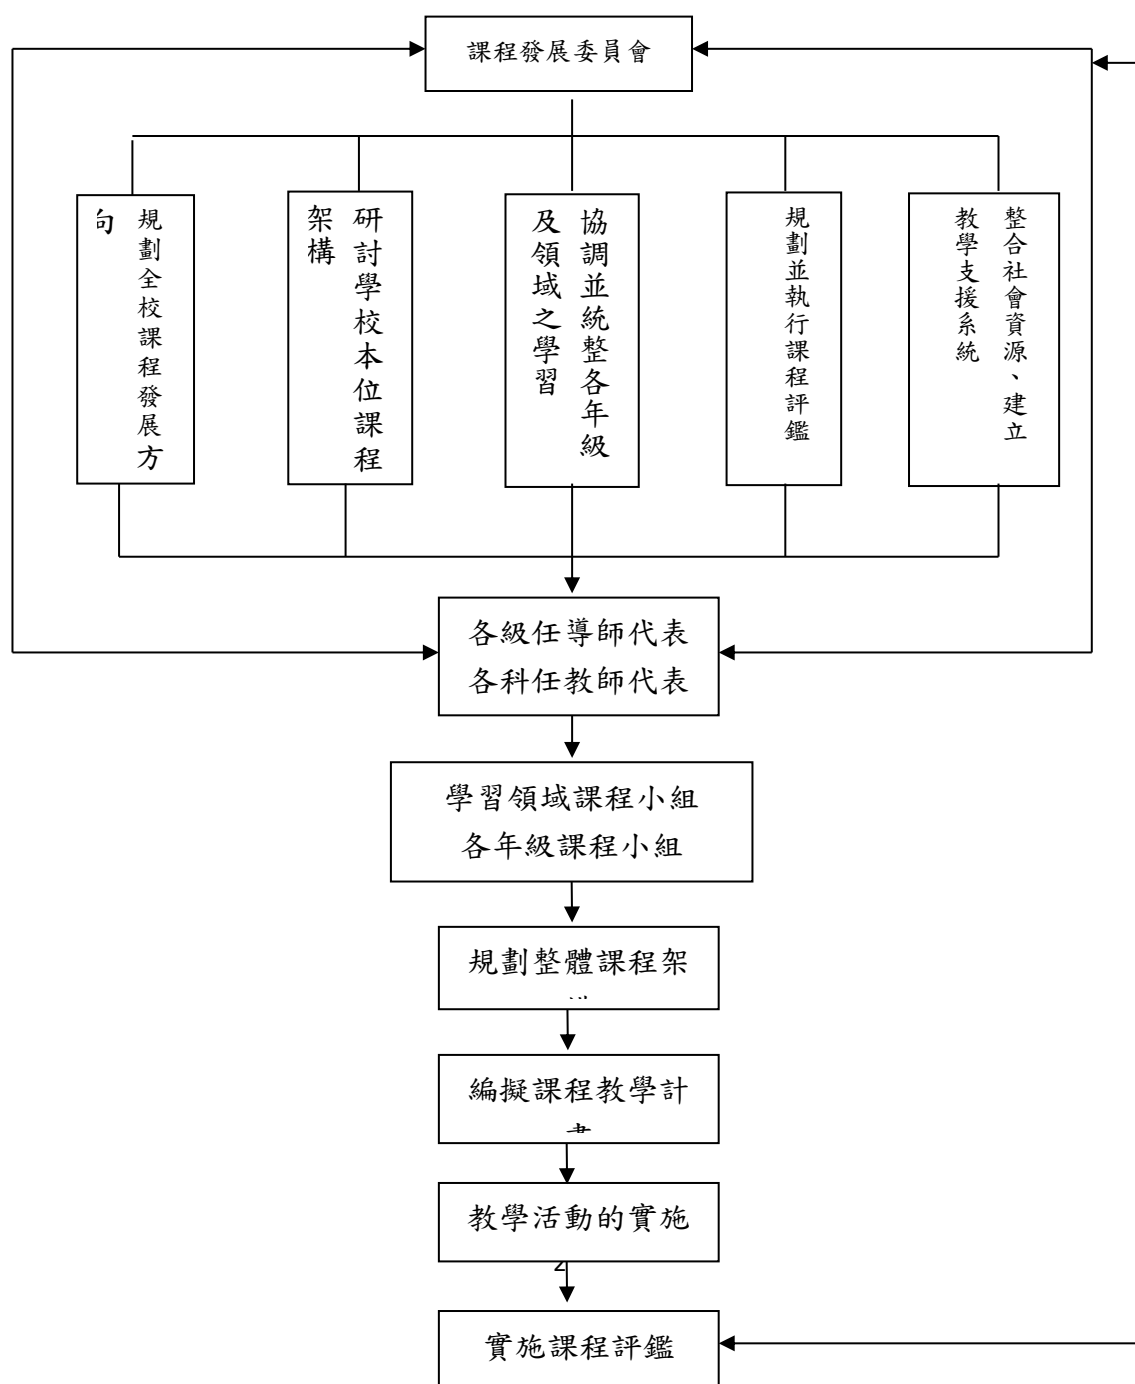 課程發展委員會
規劃全校課程發展方
研討學校本位課程
架構
協調並統整各年級
及領域之學習
規劃並執行課程評鑑
整合社會資源、建立
教學支援系統
各級任導師代表
各科任教師代表
學習領域課程小組
各年級課程小組
規劃整體課程架
編擬課程教學計
教學活動的實施
2
實施課程評鑑